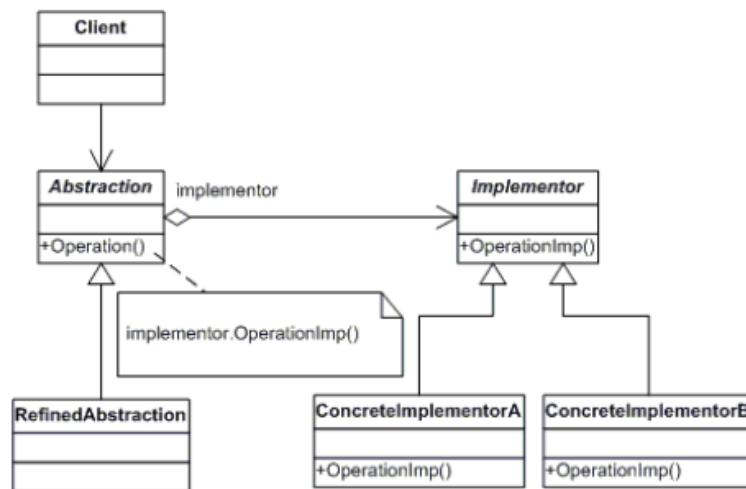 Client
Abstraction
implementor
Implementor
+Operation()
+OperationImp()
implementor.OperationImp()
RefinedAbstraction
ConcreteImplementorA
ConcreteImplementorB
+OperationImp()
+OperationImp()